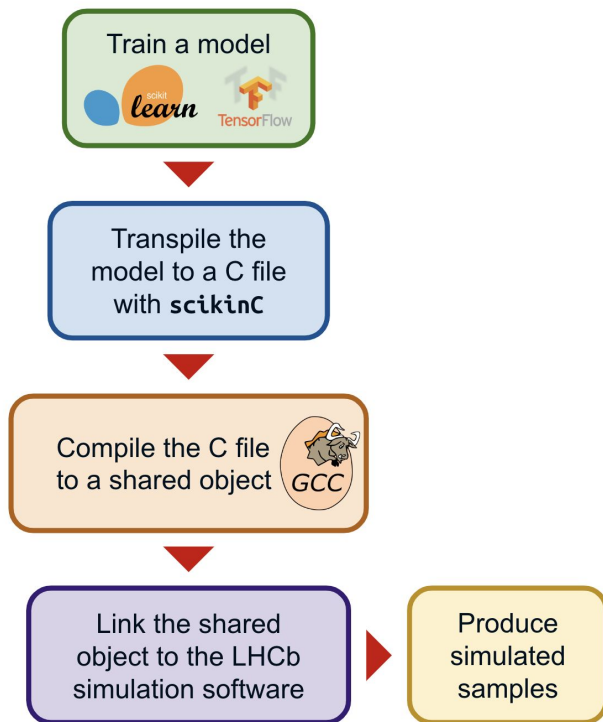 Train a model
scikit
learn
TensorFlow
Transpile the
model to a C file
with scikinC
Compile the C file
to a shared object
GCC
Link the shared
object to the LHCb
simulation software
Produce
simulated
samples